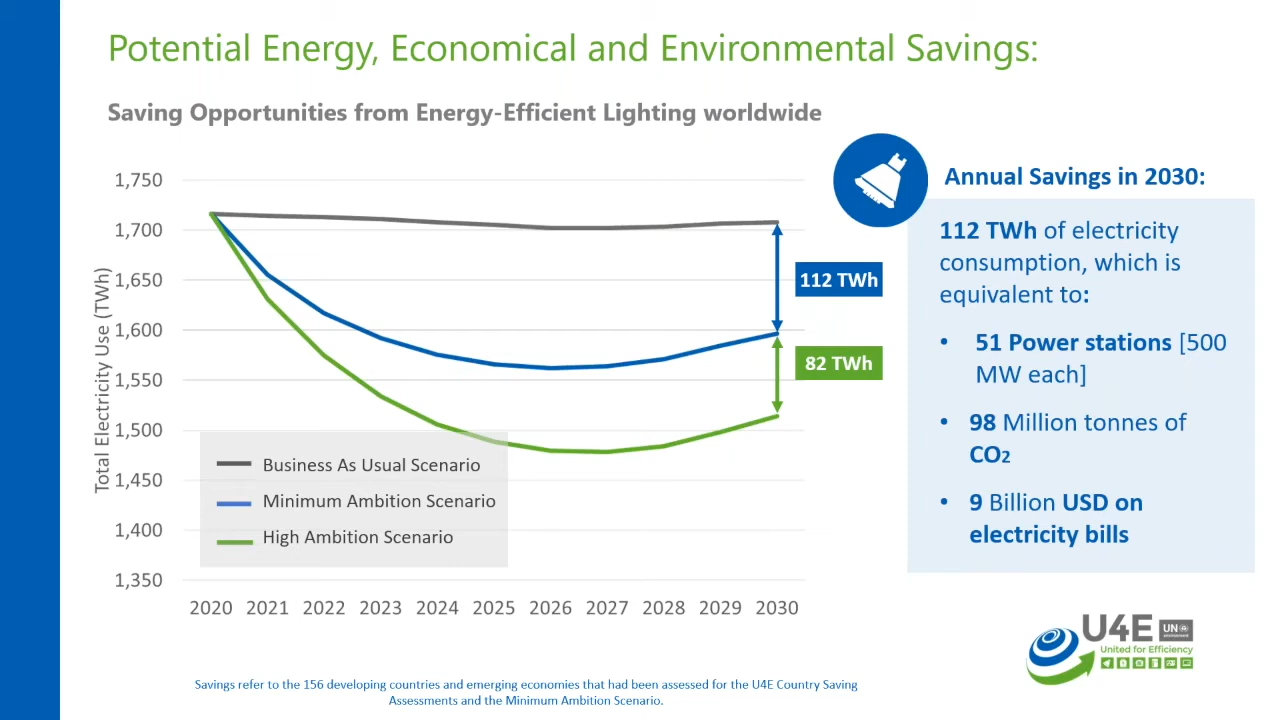 Potential Energy, Economical and Environmental Savings:
Saving Opportunities from Energy-Efficient Lighting worldwide
Total Electricity Use (TWh)
1,750
1,700
1,650
1,600
1,550
1,500
1,450
1,400
1,350
2020 2021 2022 2023 2024 2025 2026 2027 2028 2029 2030
112 TWh
82 TWh
Business As Usual Scenario
Minimum Ambition Scenario
High Ambition Scenario
Annual Savings in 2030:
112 TWh of electricity
consumption, which is
equivalent to:
• 51 Power stations [500
MW each]
• 98 Million tonnes of
CO2
• 9 Billion USD on
electricity bills
U4E UN
United for Efficiency
Savings refer to the 156 developing countries and emerging economies that had been assessed for the U4E Country Saving
Assessments and the Minimum Ambition Scenario.